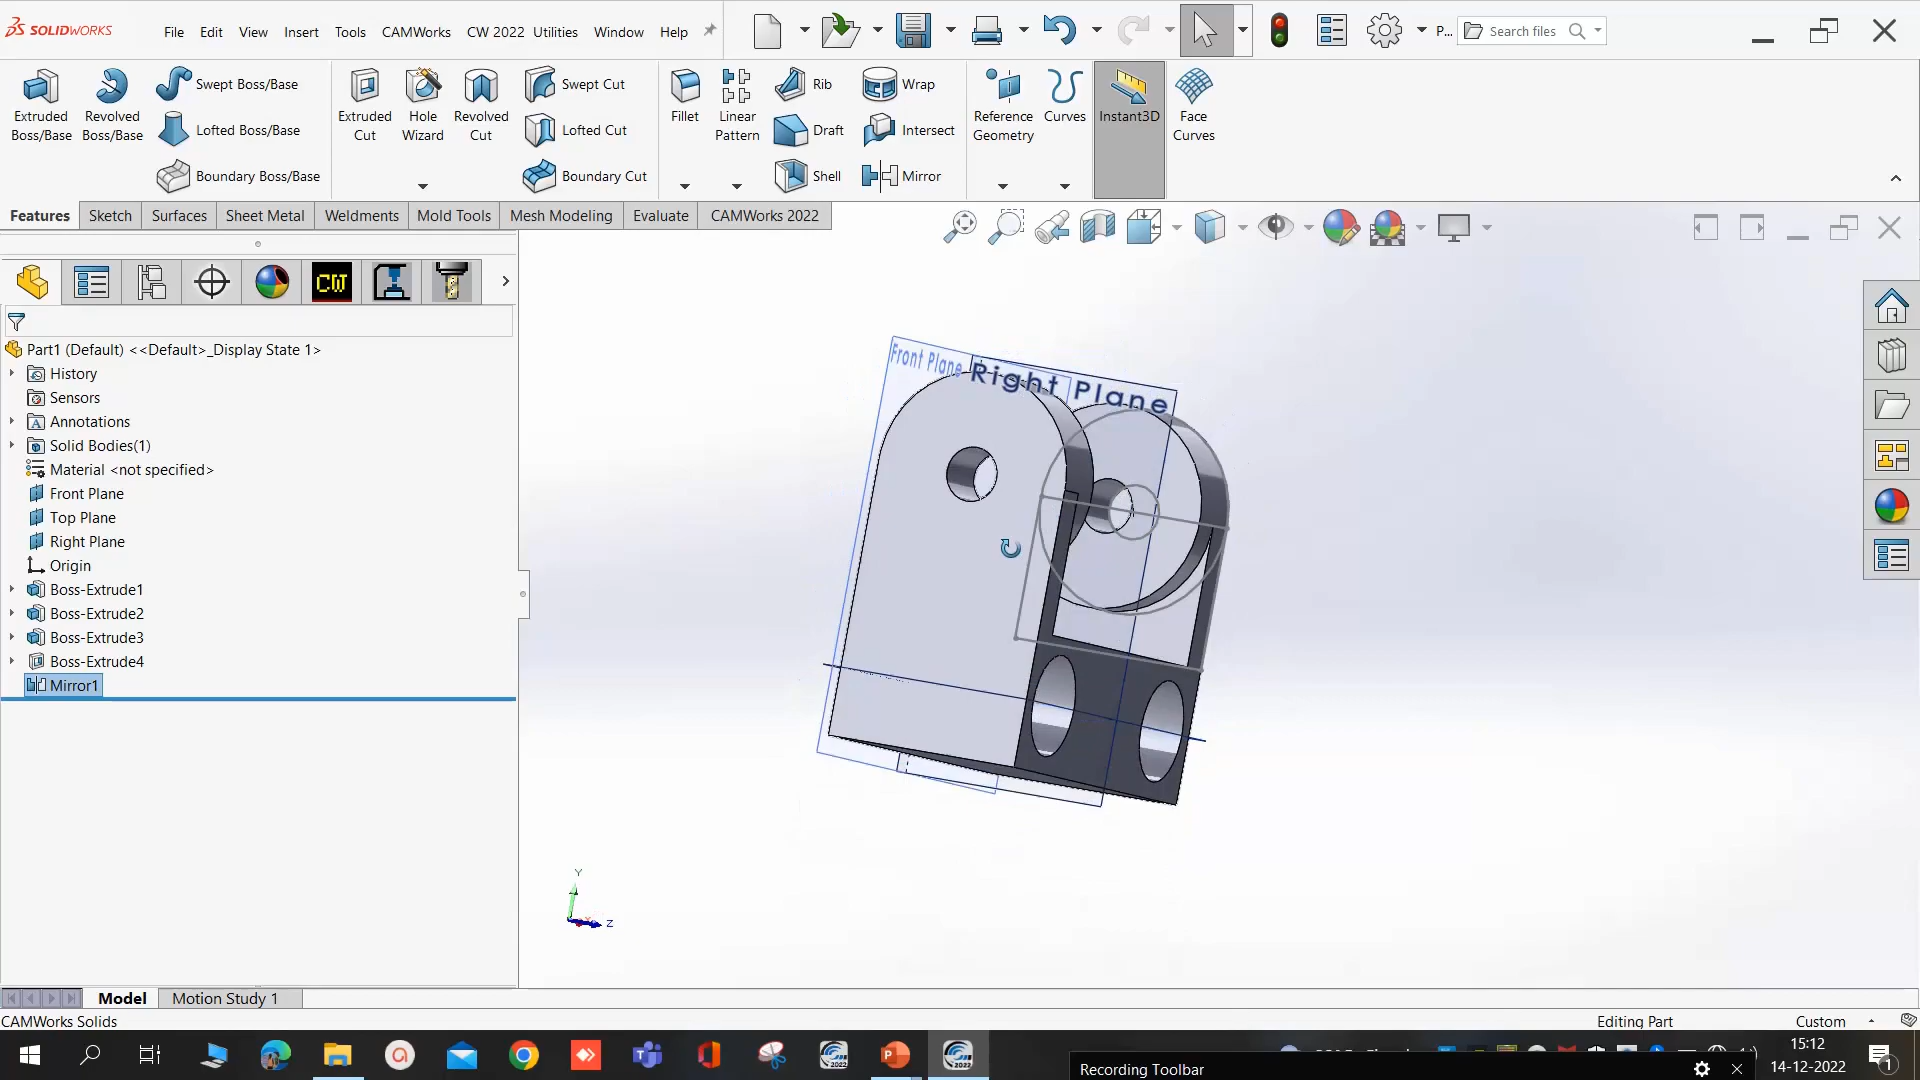 SOLIDWORKS
File Edit View Insert Tools CAMWorks CW 2022 Utilities Window Help
P...
Search files
Extruded Boss/Base
Revolved Boss/Base
Swept Boss/Base
Lofted Boss/Base
Boundary Boss/Base
Extruded Cut
Hole Wizard
Revolved Cut
Swept Cut
Lofted Cut
Boundary Cut
Fillet
Linear Pattern
Rib
Draft
Shell
Wrap
Intersect
Mirror
Reference Geometry
Curves
Instant3D
Face Curves
Features Sketch Surfaces Sheet Metal Weldments Mold Tools Mesh Modeling Evaluate CAMWorks 2022
CW
Part1 (Default) <<Default>_Display State 1>
History
Sensors
Annotations
Solid Bodies(1)
Material <not specified>
Front Plane
Top Plane
Right Plane
Origin
Boss-Extrude1
Boss-Extrude2
Boss-Extrude3
Boss-Extrude4
Mirror1
Front Plane
Right Plane
Y
Z
Model Motion Study 1
CAMWorks Solids
Editing Part
Custom
Recording Toolbar
15:12
14-12-2022
1